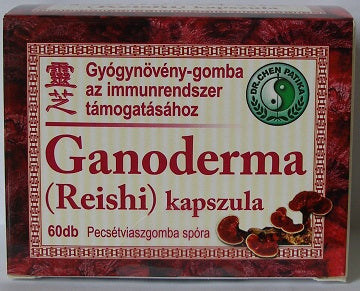 靈芝
Gyógynövény-gomba
az immunrendszer
támogatásához
DR CHEN PATIKA
Ganoderma
(Reishi) kapszula
60db Pecsétviaszgomba spóra